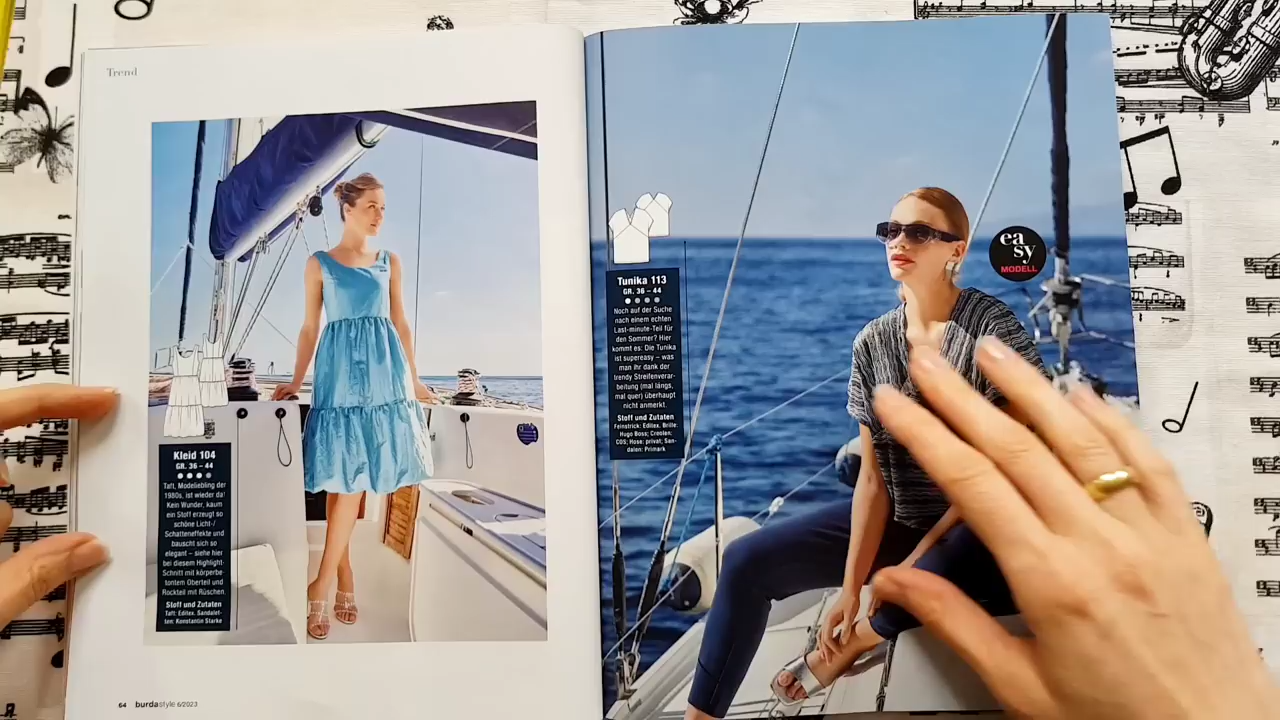 Trend
Kleid 104
GR. 36 – 44
Taft, Modeliebling der
1980s, ist wieder da!
Kein Wunder, kaum
ein Stoff erzeugt so
schöne Licht-/
Schatteneffekte und
bauscht sich so
elegant – siehe hier
bei diesem Highlight-
Schnitt mit körperbe-
tontem Oberteil und
Rockteil mit Rüschen.
Stoff und Zutaten
Taft: Editex. Sandalet-
ten: Konstantin Starke
64 burdastyle 6/2023
Tunika 113
GR. 36 – 44
Noch auf der Suche
nach einem echten
Last-minute-Teil für
den Sommer? Hier
kommt es: Die Tunika
ist supereasy – was
man ihr dank der
trendy Streifenverar-
beitung (mal längs,
mal quer) überhaupt
nicht anmerkt.
Stoff und Zutaten
Feinstrick: Editex. Brille:
Hugo Boss; Creolen:
COS; Hose: privat; San-
dalen: Primark
ea
sy
MODELL